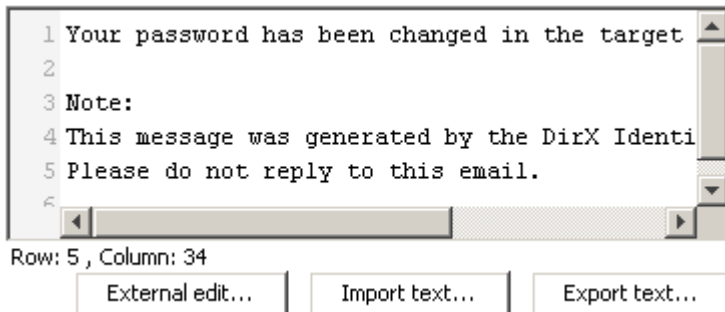 1 Your password has been changed in the target
2
3 Note:
4 This message was generated by the DirX Identi
5 Please do not reply to this email.
6
Row: 5 , Column: 34
External edit... Import text... Export text...